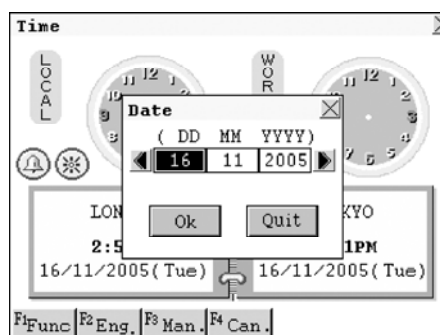 Time
LOCAL
WOR
Date
( DD MM YYYY)
16 11 2005
Ok Quit
LON KYO
2:5 1PM
16/11/2005(Tue) 16/11/2005(Tue)
F1Func F2Eng. F3Man. F4Can.